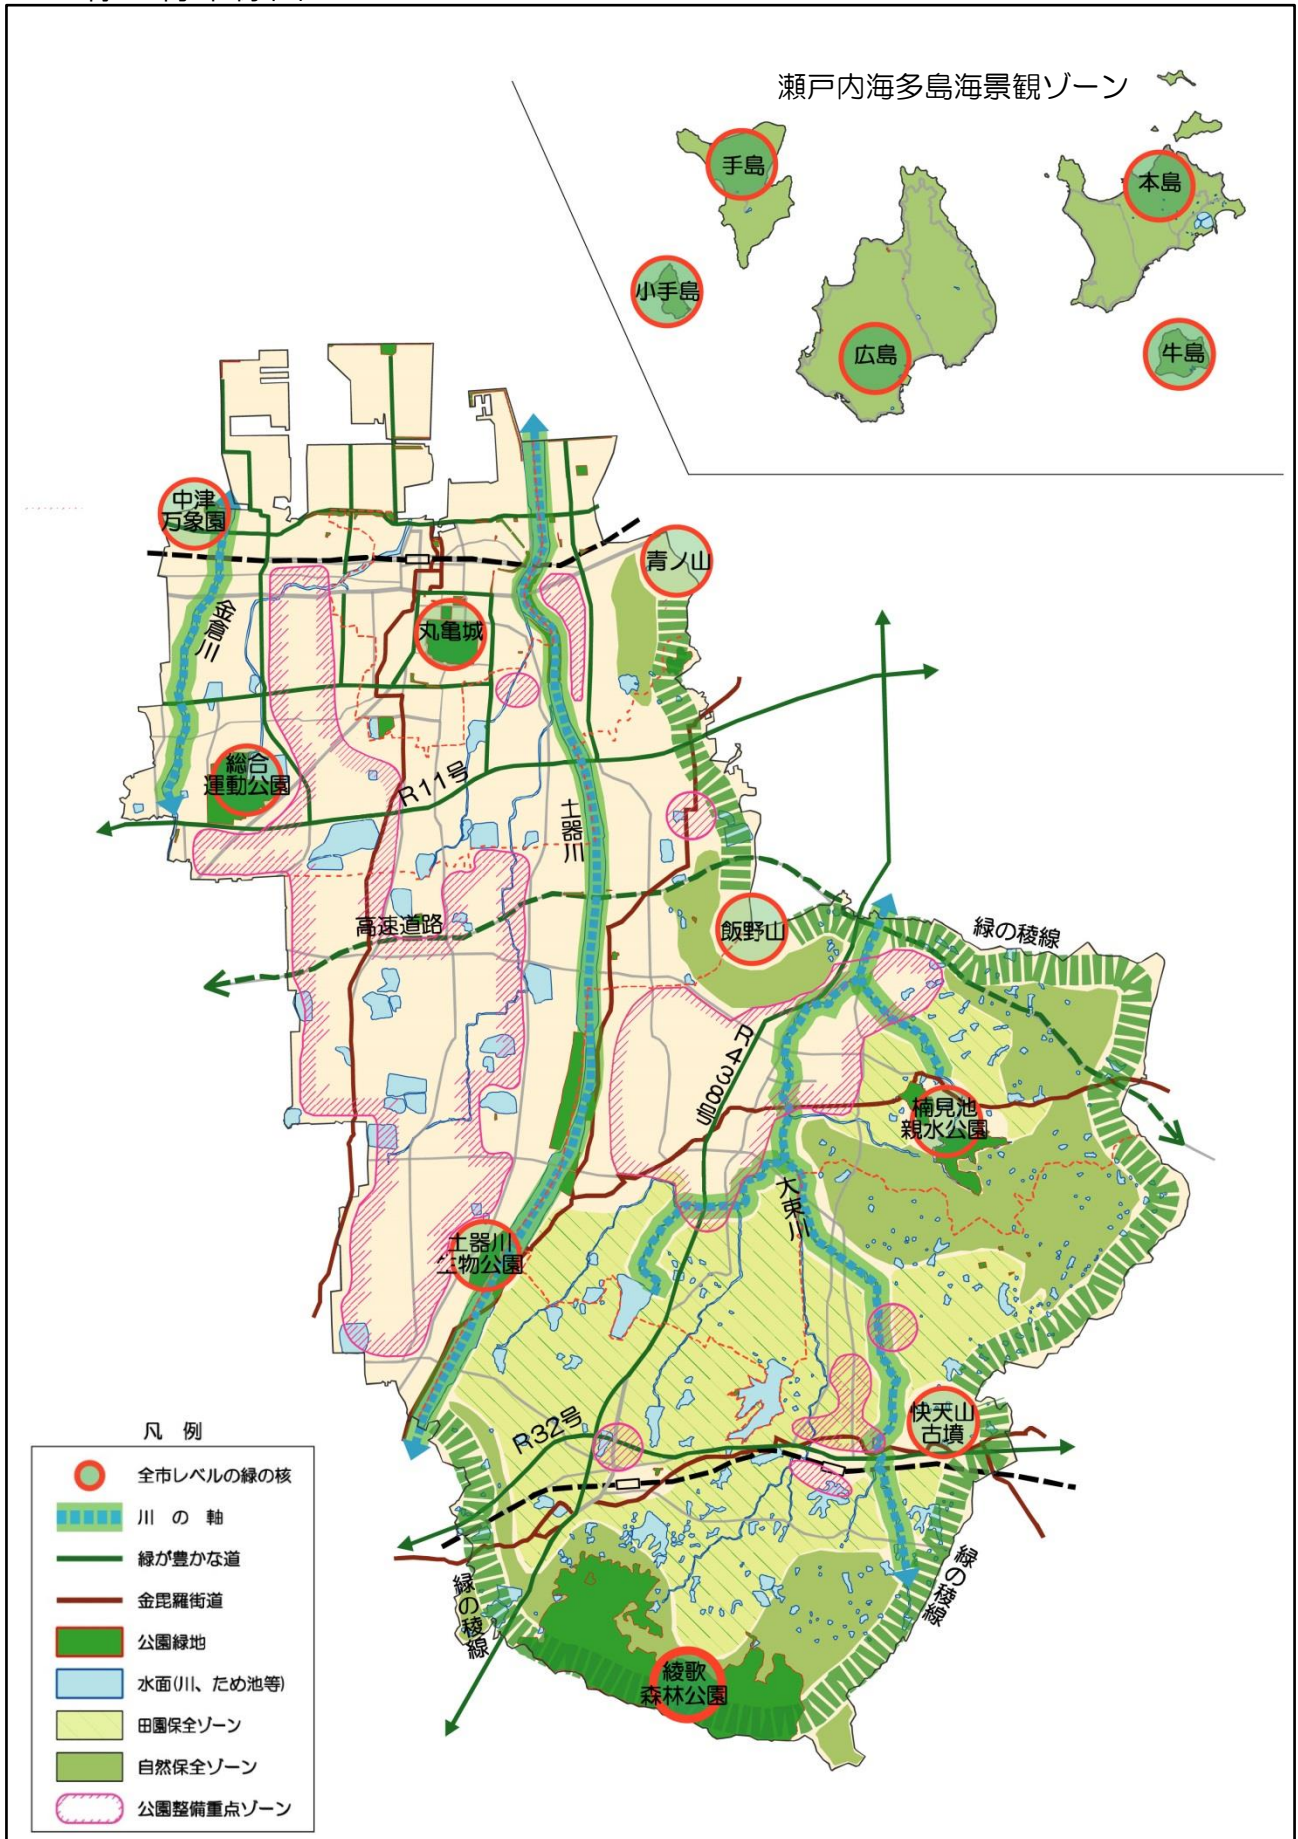 瀬戸内海多島海景観ゾーン
手島
本島
小手島
広島
牛島
中津
万象園
青ノ山
金倉川
丸亀城
総合
運動公園
R11号
土器川
高速道路
飯野山
緑の稜線
R438号
楠見池
親水公園
大束川
土器川
生物公園
快天山
古墳
R32号
緑の稜線
緑の稜線
綾歌
森林公園
凡 例
全市レベルの緑の核
川 の 軸
緑が豊かな道
金毘羅街道
公園緑地
水面(川、ため池等)
田園保全ゾーン
自然保全ゾーン
公園整備重点ゾーン